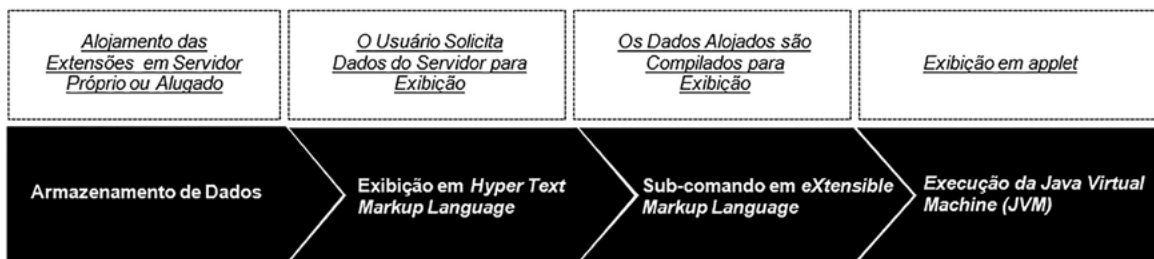 Alojamento das
Extensões em Servidor
Próprio ou Alugado
O Usuário Solicita
Dados do Servidor para
Exibição
Os Dados Alojados são
Compilados para
Exibição
Exibição em applet
Armazenamento de Dados
Exibição em Hyper Text
Markup Language
Sub-comando em eXtensible
Markup Language
Execução da Java Virtual
Machine (JVM)